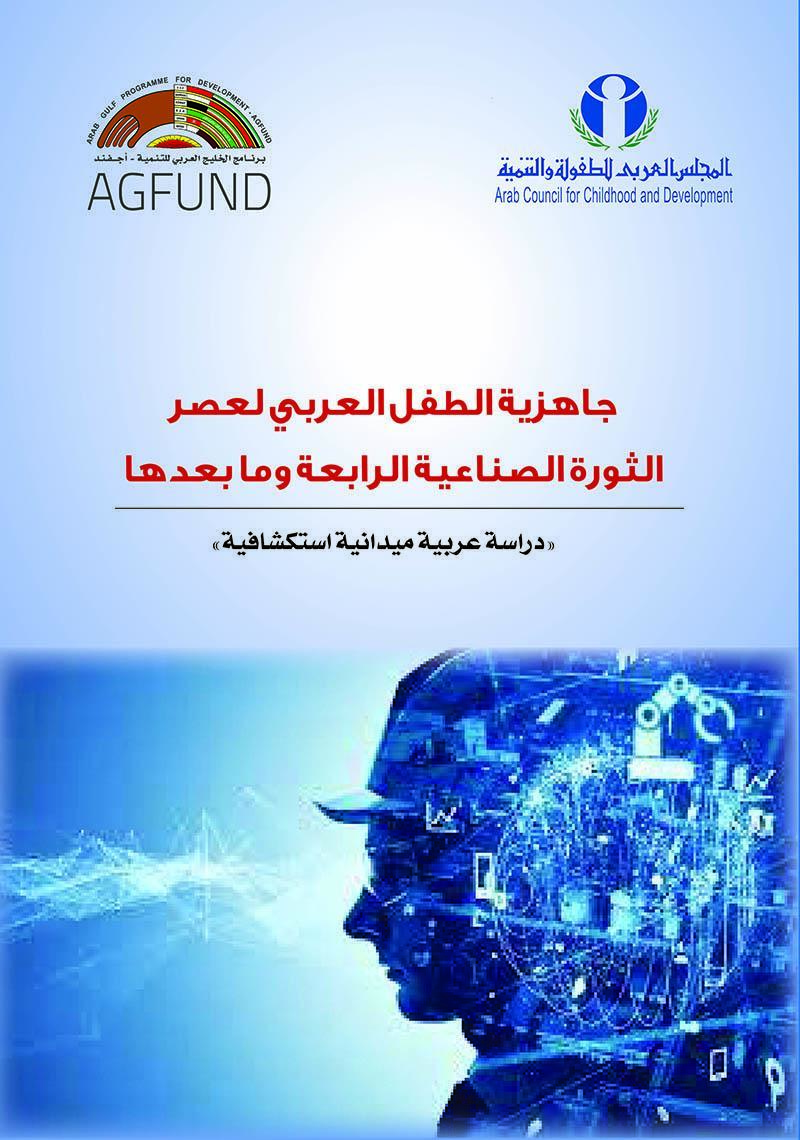 ARAB GULF PROGRAMME FOR DEVELOPMENT - AGFUND
برنامج الخليج العربي للتنمية - أجفند
AGFUND
المجلس العربى للطفولة والتنمية
Arab Council for Childhood and Development
جاهزية الطفل العربي لعصر
الثورة الصناعية الرابعة وما بعدها
«دراسة عربية ميدانية استكشافية»